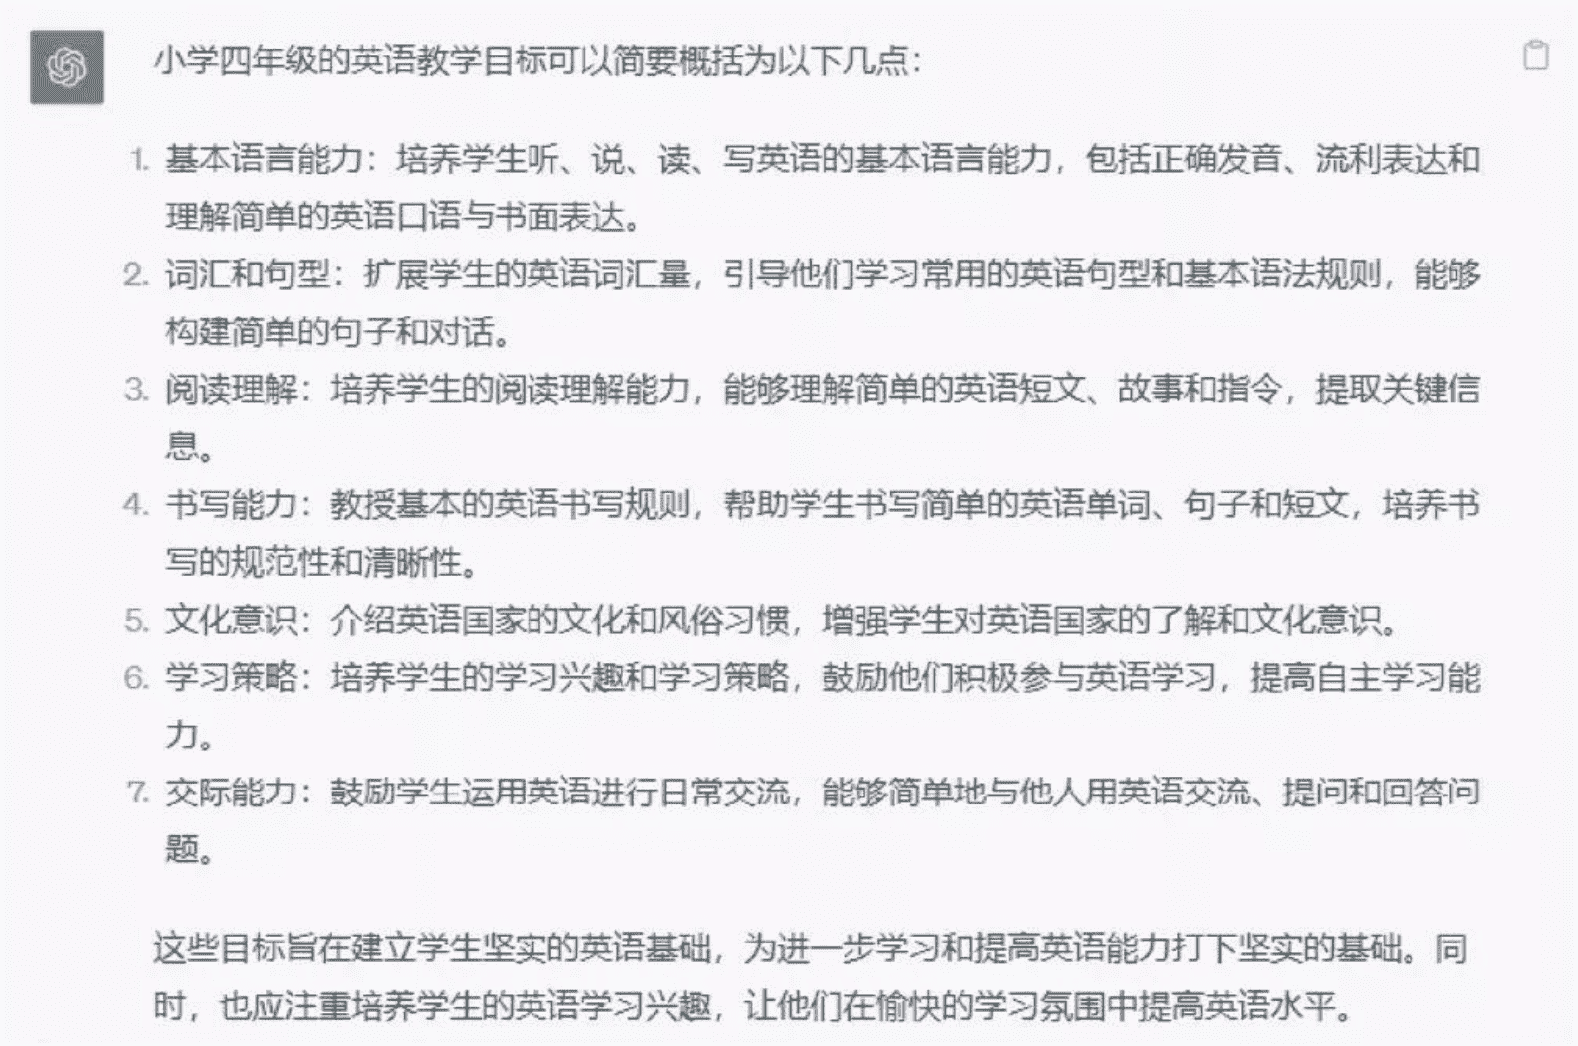 小学四年级的英语教学目标可以简要概括为以下几点：
1. 基本语言能力：培养学生听、说、读、写英语的基本语言能力，包括正确发音、流利表达和
理解简单的英语口语与书面表达。
2. 词汇和句型：扩展学生的英语词汇量，引导他们学习常用的英语句型和基本语法规则，能够
构建简单的句子和对话。
3. 阅读理解：培养学生的阅读理解能力，能够理解简单的英语短文、故事和指令，提取关键信
息。
4. 书写能力：教授基本的英语书写规则，帮助学生书写简单的英语单词、句子和短文，培养书
写的规范性和清晰性。
5. 文化意识：介绍英语国家的文化和风俗习惯，增强学生对英语国家的了解和文化意识。
6. 学习策略：培养学生的学习兴趣和学习策略，鼓励他们积极参与英语学习，提高自主学习能
力。
7. 交际能力：鼓励学生运用英语进行日常交流，能够简单地与他人用英语交流、提问和回答问
题。
这些目标旨在建立学生坚实的英语基础，为进一步学习和提高英语能力打下坚实的基础。同
时，也应注重培养学生的英语学习兴趣，让他们在愉快的学习氛围中提高英语水平。